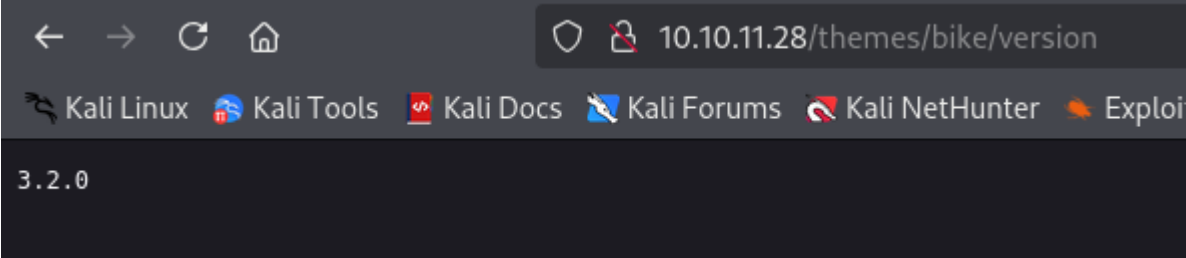 10.10.11.28/themes/bike/version
Kali Linux Kali Tools Kali Docs Kali Forums Kali NetHunter Exploi
3.2.0